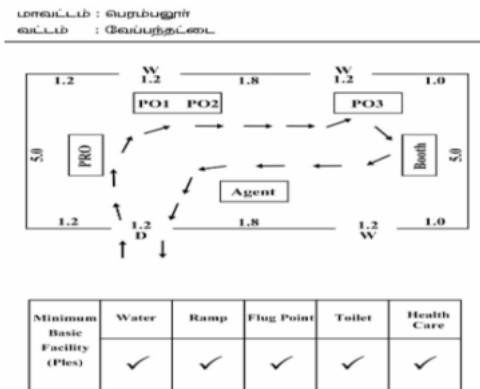 மாவட்டம் : பெரம்பலூர்
வட்டம் : வேப்பந்தட்டை
W W
1.2 1.2 1.8 1.2 1.0
PO1 PO2 PO3
5.0 PRO Booth 5.0
Agent
1.2 1.2 1.8 1.2 1.0
D W
Minimum Water Ramp Flug Point Toilet Health
Basic Care
Facility
(Ples)